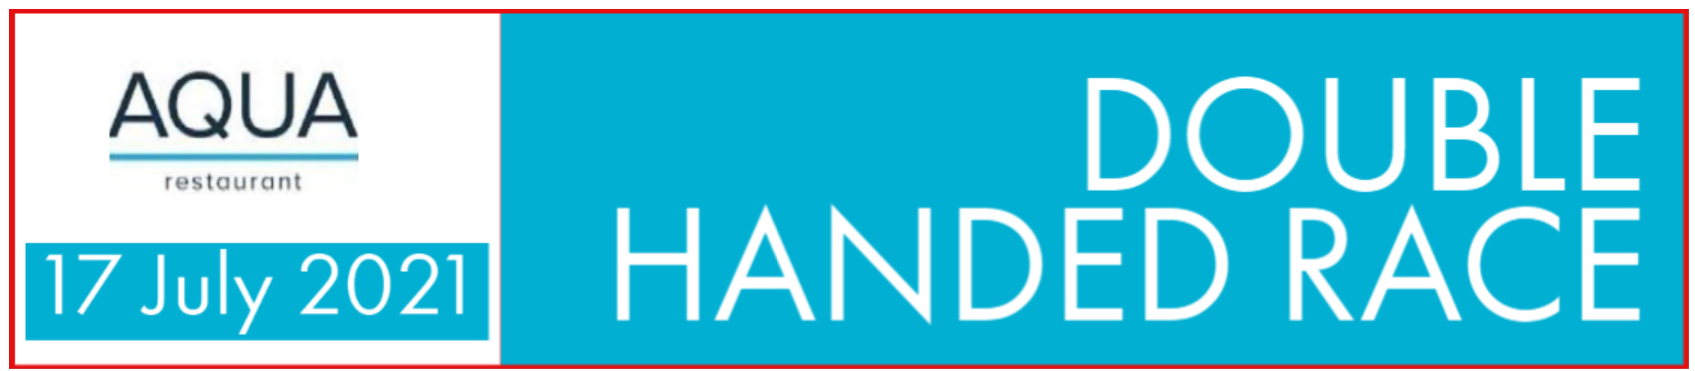 AQUA
restaurant
17 July 2021
DOUBLE
HANDED RACE